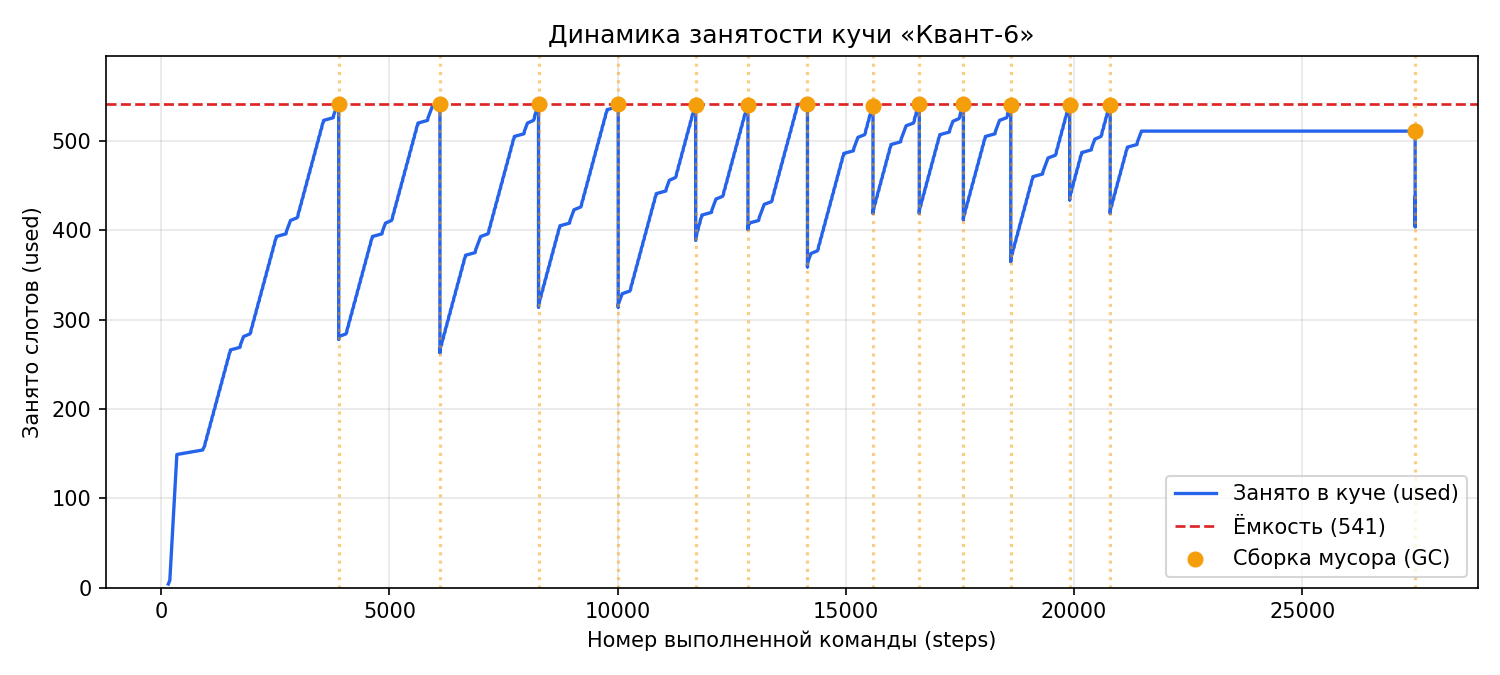 Динамика занятости кучи «Квант-6»
Занято слотов (used)
500
400
300
200
100
0
0 5000 10000 15000 20000 25000
Номер выполненной команды (steps)
Занято в куче (used)
Ёмкость (541)
Сборка мусора (GC)